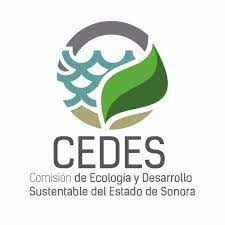 CEDES
Comisión de Ecología y Desarrollo
Sustentable del Estado de Sonora